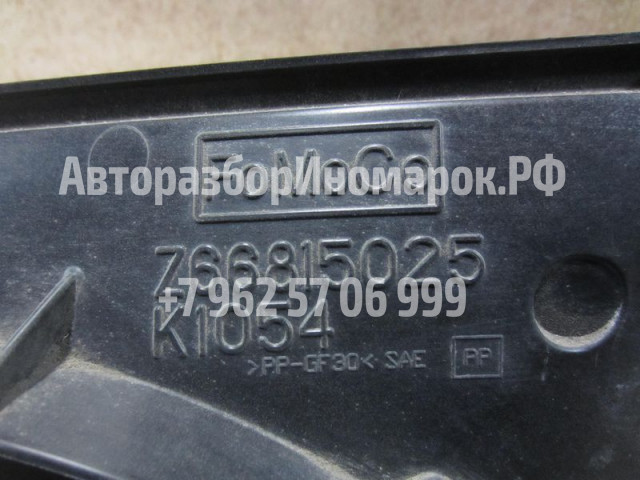 FoMoCo
АвторазборИномарок.РФ
766815025
+7 962 57 06 999
K1054
>PP-GF30< SAE PP